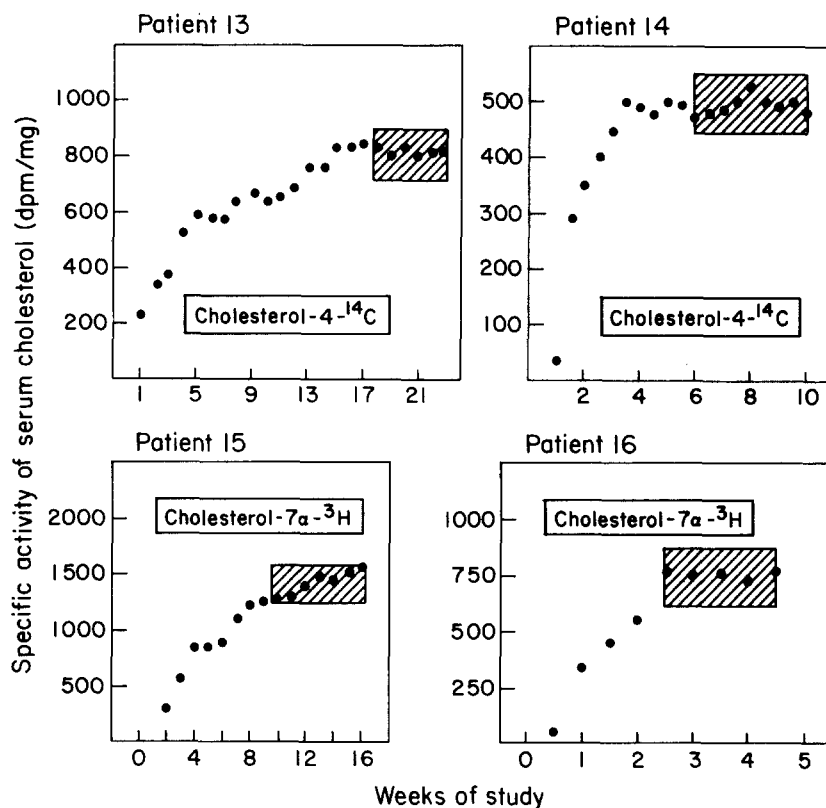 Specific activity of serum cholesterol (dpm/mg)
Patient 13
1000
800
600
400
200
Cholesterol-4-¹⁴C
1 5 9 13 17 21
Patient 14
500
400
300
200
100
Cholesterol-4-¹⁴C
2 4 6 8 10
Patient 15
2000
1500
1000
500
Cholesterol-7α-³H
0 4 8 12 16
Patient 16
1000
750
500
250
Cholesterol-7α-³H
0 1 2 3 4 5
Weeks of study